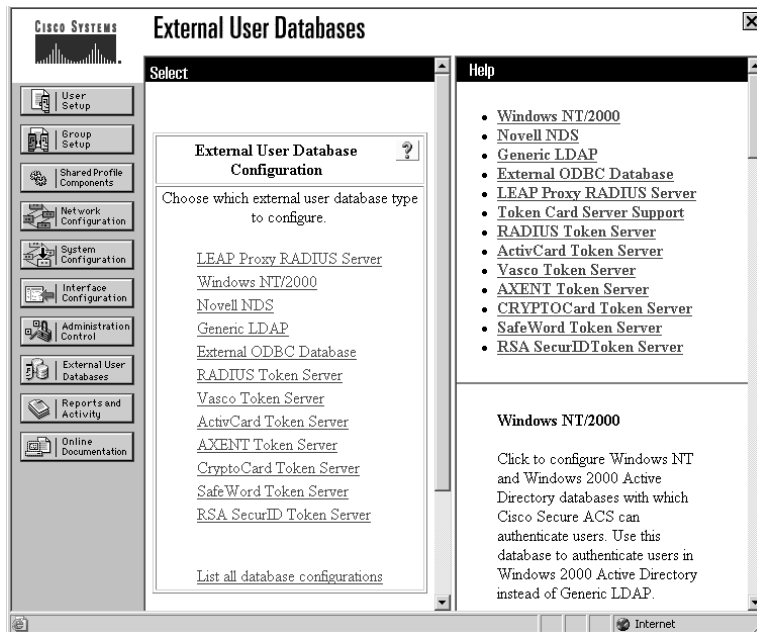 CISCO SYSTEMS
External User Databases
User
Setup
Group
Setup
Shared Profile
Components
Network
Configuration
System
Configuration
Interface
Configuration
Administration
Control
External User
Databases
Reports and
Activity
Online
Documentation
Select
External User Database
Configuration
?
Choose which external user database type
to configure.
LEAP Proxy RADIUS Server
Windows NT/2000
Novell NDS
Generic LDAP
External ODBC Database
RADIUS Token Server
Vasco Token Server
ActivCard Token Server
AXENT Token Server
CryptoCard Token Server
SafeWord Token Server
RSA SecurID Token Server
List all database configurations
Help
• Windows NT/2000
• Novell NDS
• Generic LDAP
• External ODBC Database
• LEAP Proxy RADIUS Server
• Token Card Server Support
• RADIUS Token Server
• ActivCard Token Server
• Vasco Token Server
• AXENT Token Server
• CRYPTOCard Token Server
• SafeWord Token Server
• RSA SecurIDToken Server
Windows NT/2000
Click to configure Windows NT
and Windows 2000 Active
Directory databases with which
Cisco Secure ACS can
authenticate users. Use this
database to authenticate users in
Windows 2000 Active Directory
instead of Generic LDAP.
Internet